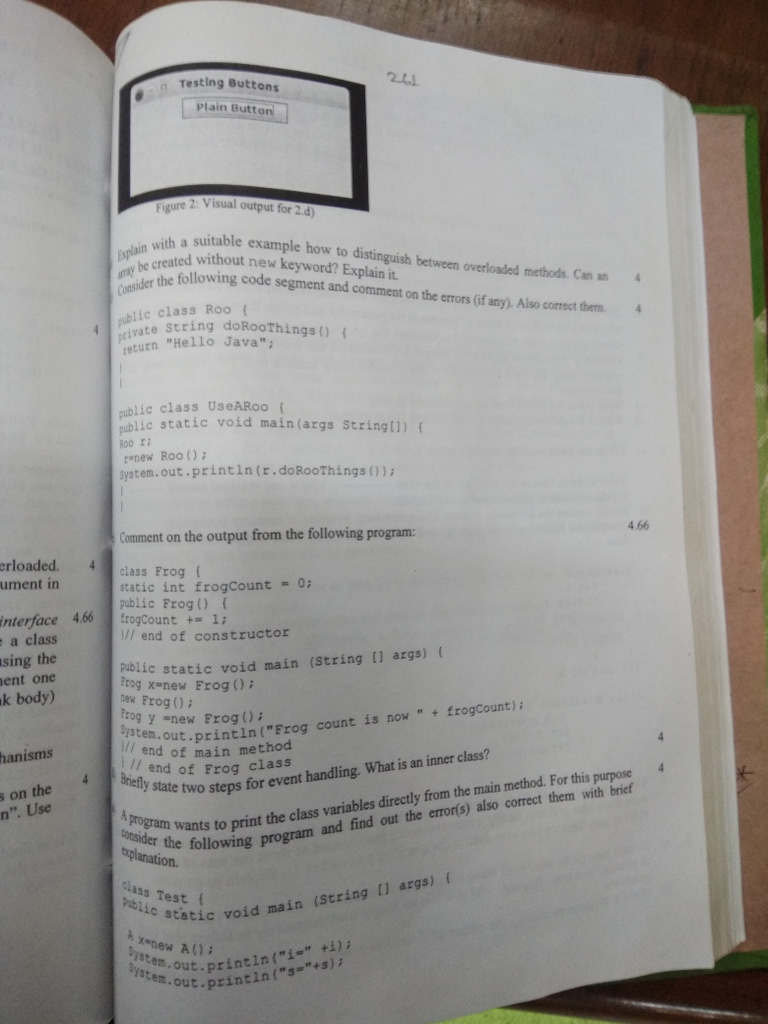 261
Testing Buttons
Plain Button
Figure 2: Visual output for 2.d)
Explain with a suitable example how to distinguish between overloaded methods. Can an 4
array be created without new keyword? Explain it.
Consider the following code segment and comment on the errors (if any). Also correct them. 4
public class Roo {
private String doRooThings() {
return "Hello Java";
}
}
public class UseARoo {
public static void main(args String[]) {
Roo r;
r=new Roo();
System.out.println(r.doRooThings());
}
}
Comment on the output from the following program: 4.66
class Frog {
static int frogCount = 0;
public Frog() {
frogCount += 1;
}// end of constructor
public static void main (String [] args) {
Frog x=new Frog();
new Frog();
Frog y =new Frog();
System.out.println("Frog count is now " + frogCount);
}// end of main method
} // end of Frog class
Briefly state two steps for event handling. What is an inner class? 4
A program wants to print the class variables directly from the main method. For this purpose 4
consider the following program and find out the error(s) also correct them with brief
explanation.
class Test {
public static void main (String [] args) {
A x=new A();
System.out.println("i=" +i);
System.out.println("s="+s);
4
erloaded. 4
ument in
interface 4.66
e a class
using the
ment one
k body)
hanisms
s on the 4
n". Use